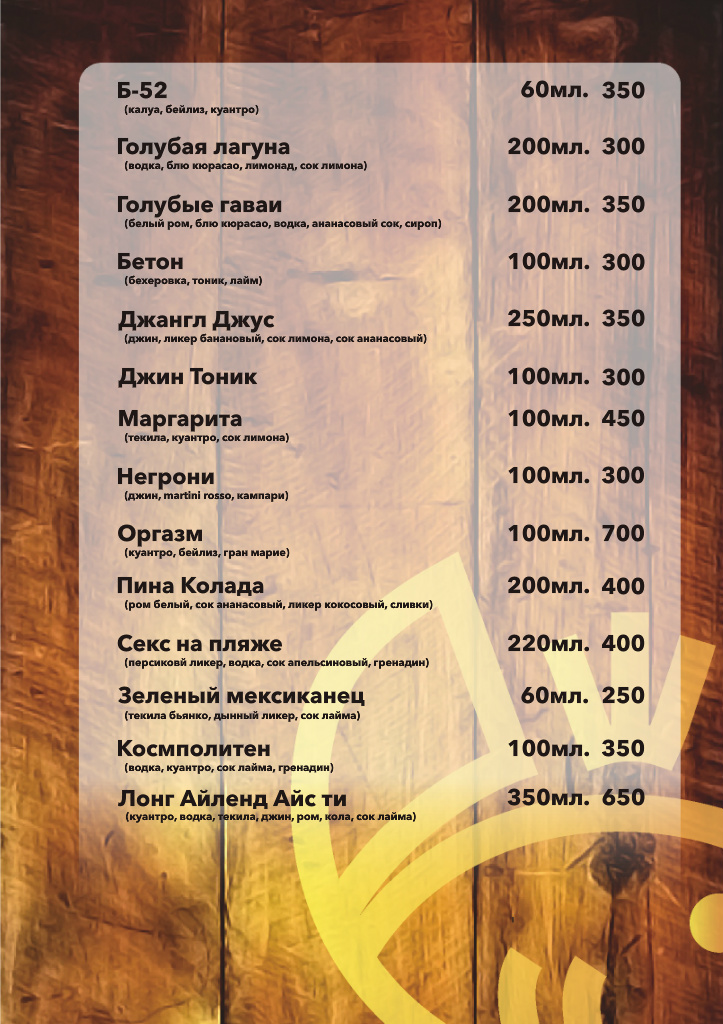 Б-52 60мл. 350
(калуа, бейлиз, куантро)
Голубая лагуна 200мл. 300
(водка, блю кюрасао, лимонад, сок лимона)
Голубые гаваи 200мл. 350
(белый ром, блю кюрасао, водка, ананасовый сок, сироп)
Бетон 100мл. 300
(бехеровка, тоник, лайм)
Джангл Джус 250мл. 350
(джин, ликер банановый, сок лимона, сок ананасовый)
Джин Тоник 100мл. 300
Маргарита 100мл. 450
(текила, куантро, сок лимона)
Негрони 100мл. 300
(джин, martini rosso, кампари)
Оргазм 100мл. 700
(куантро, бейлиз, гран марие)
Пина Колада 200мл. 400
(ром белый, сок ананасовый, ликер кокосовый, сливки)
Секс на пляже 220мл. 400
(персиковй ликер, водка, сок апельсиновый, гренадин)
Зеленый мексиканец 60мл. 250
(текила бьянко, дынный ликер, сок лайма)
Космполитен 100мл. 350
(водка, куантро, сок лайма, гренадин)
Лонг Айленд Айс ти 350мл. 650
(куантро, водка, текила, джин, ром, кола, сок лайма)